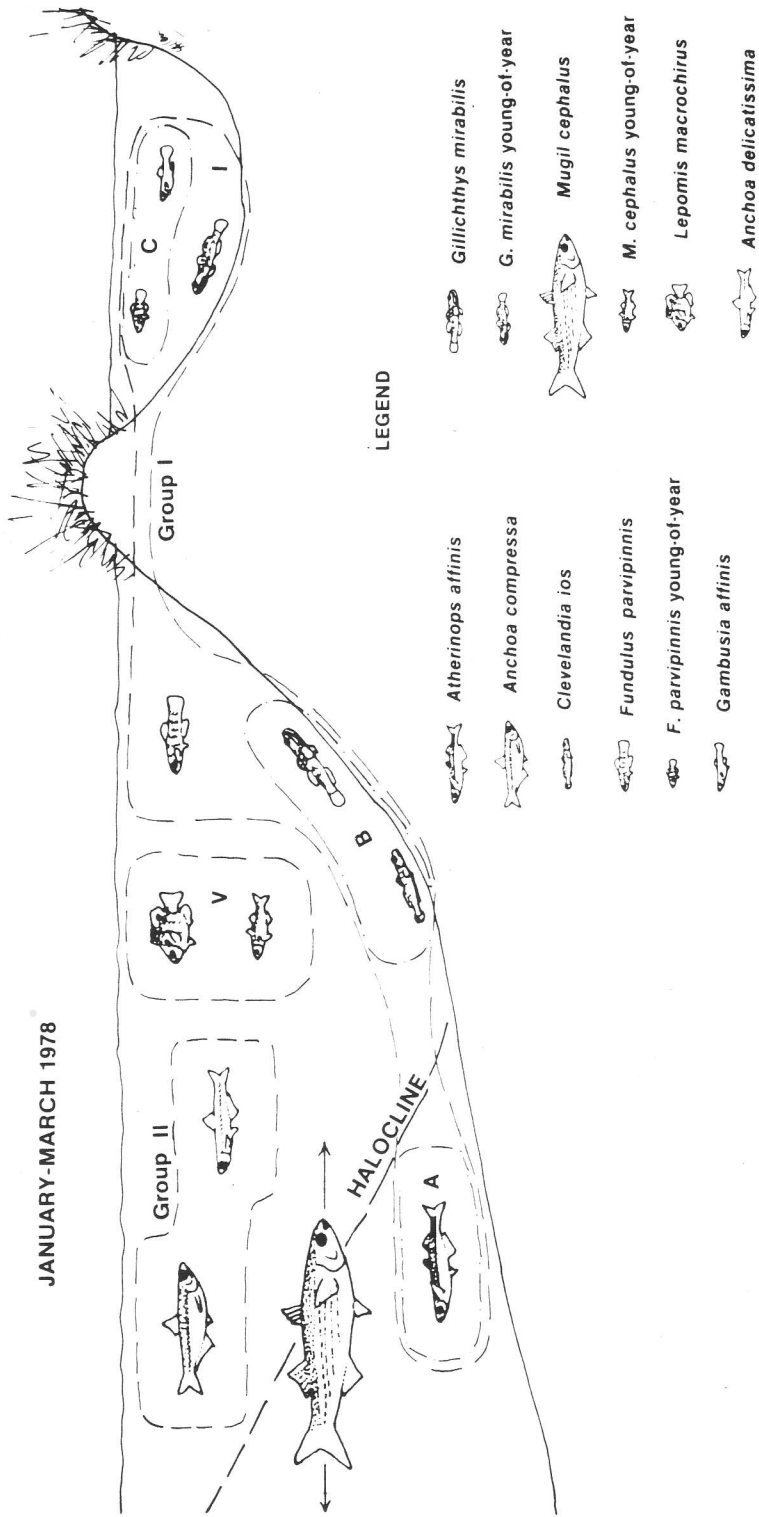 JANUARY-MARCH 1978
Group II
V
C
I
Group I
B
HALOCLINE
A
LEGEND
Atherinops affinis
Anchoa compressa
Clevelandia ios
Fundulus parvipinnis
F. parvipinnis young-of-year
Gambusia affinis
Gillichthys mirabilis
G. mirabilis young-of-year
Mugil cephalus
M. cephalus young-of-year
Lepomis macrochirus
Anchoa delicatissima